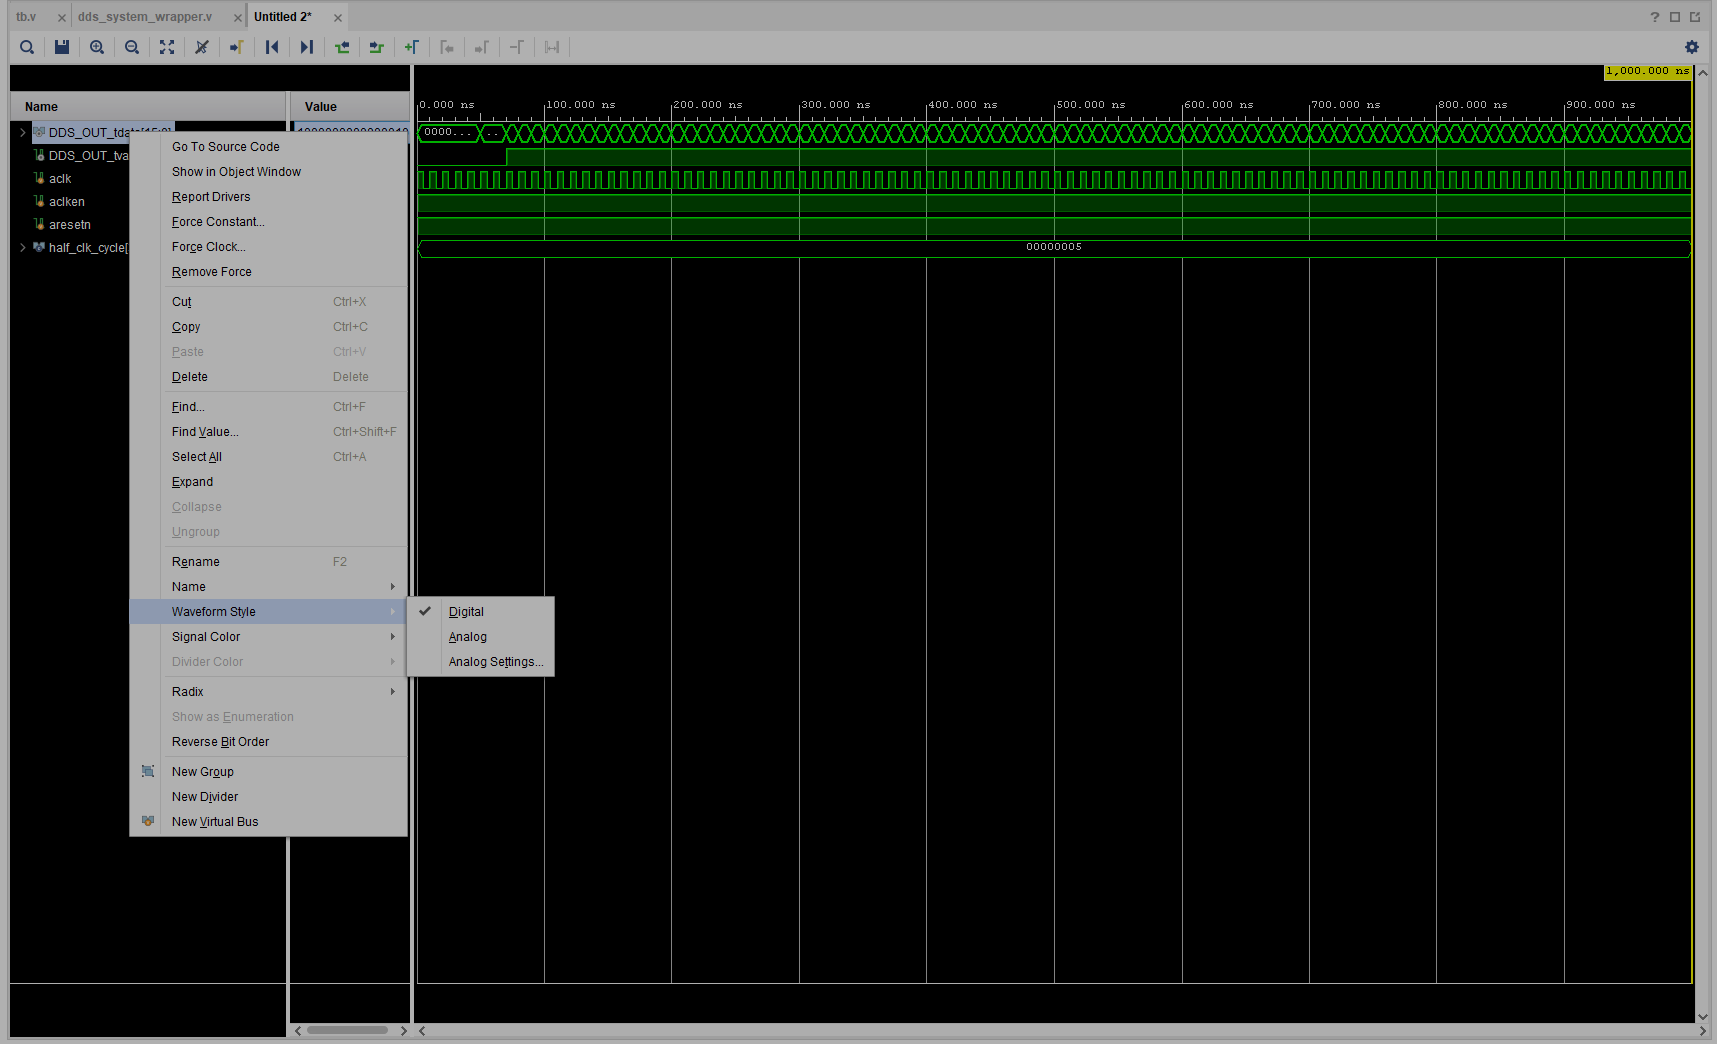 tb.v
dds_system_wrapper.v
Untitled 2*
1,000.000 ns
Name
Value
0.000 ns
100.000 ns
200.000 ns
300.000 ns
400.000 ns
500.000 ns
600.000 ns
700.000 ns
800.000 ns
900.000 ns
DDS_OUT_tdata[15:0]
0000...
..
DDS_OUT_tva
aclk
aclken
aresetn
half_clk_cycle[
00000005
Go To Source Code
Show in Object Window
Report Drivers
Force Constant...
Force Clock...
Remove Force
Cut Ctrl+X
Copy Ctrl+C
Paste Ctrl+V
Delete Delete
Find... Ctrl+F
Find Value... Ctrl+Shift+F
Select All Ctrl+A
Expand
Collapse
Ungroup
Rename F2
Name
Waveform Style
Signal Color
Divider Color
Radix
Show as Enumeration
Reverse Bit Order
New Group
New Divider
New Virtual Bus
Digital
Analog
Analog Settings...